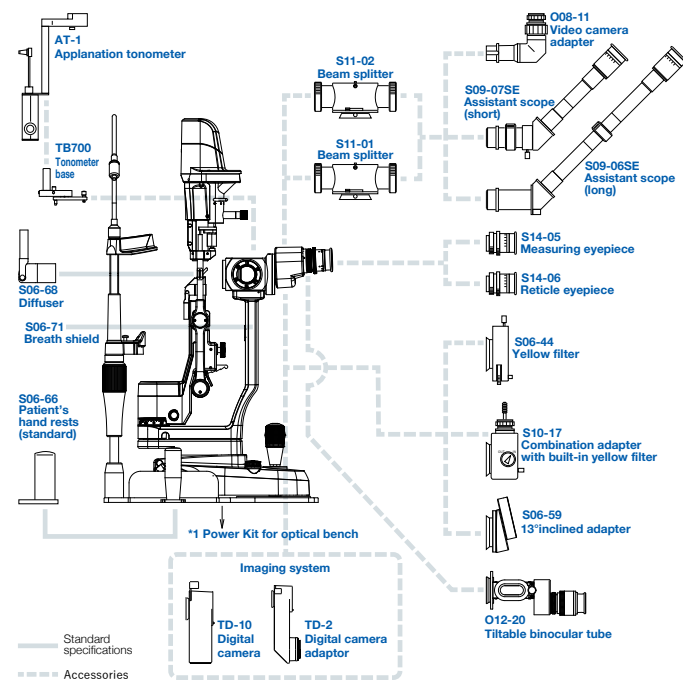 AT-1
Applanation tonometer
TB700
Tonometer
base
S06-68
Diffuser
S06-71
Breath shield
S06-66
Patient's
hand rests
(standard)
S11-02
Beam splitter
S11-01
Beam splitter
O08-11
Video camera
adapter
S09-07SE
Assistant scope
(short)
S09-06SE
Assistant scope
(long)
S14-05
Measuring eyepiece
S14-06
Reticle eyepiece
S06-44
Yellow filter
S10-17
Combination adapter
with built-in yellow filter
S06-59
13°inclined adapter
O12-20
Tiltable binocular tube
*1 Power Kit for optical bench
Imaging system
TD-10
Digital
camera
TD-2
Digital camera
adaptor
Standard
specifications
Accessories